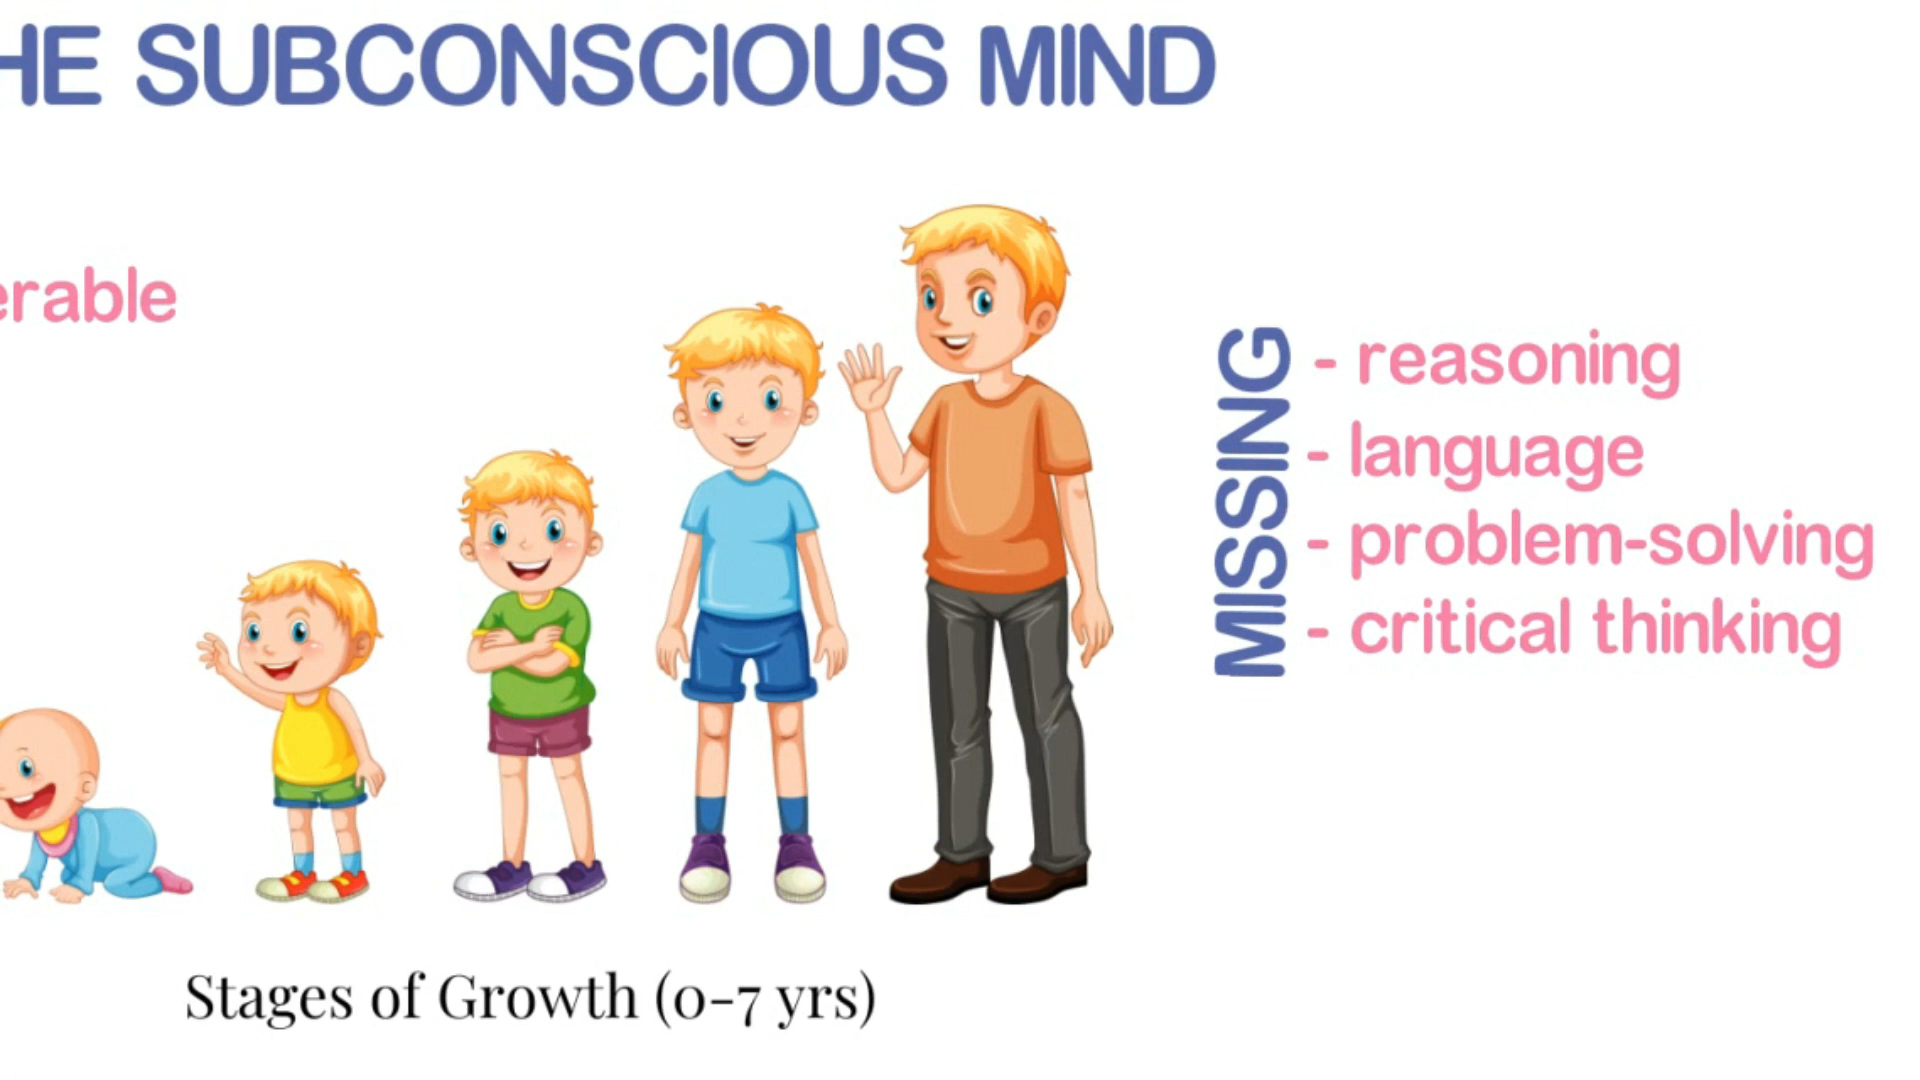 HE SUBCONSCIOUS MIND
erable
MISSING
- reasoning
- language
- problem-solving
- critical thinking
Stages of Growth (0-7 yrs)